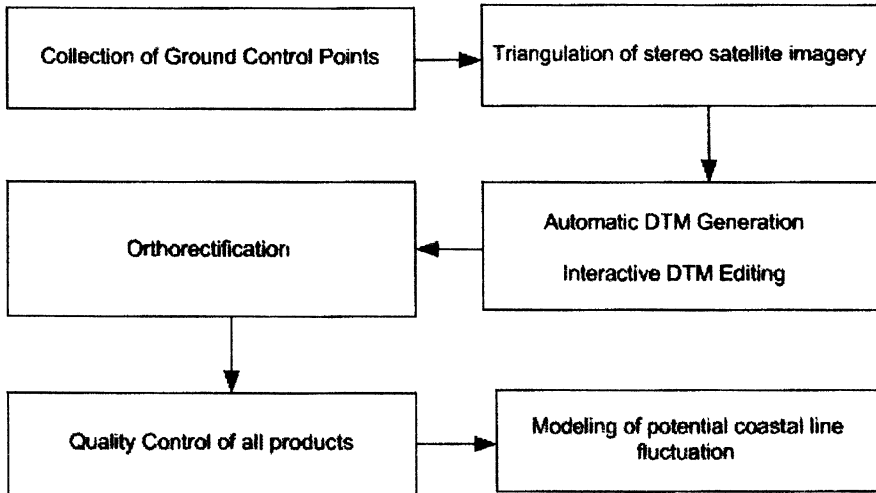 Collection of Ground Control Points
Triangulation of stereo satellite imagery
Automatic DTM Generation
Interactive DTM Editing
Orthorectification
Quality Control of all products
Modeling of potential coastal line
fluctuation